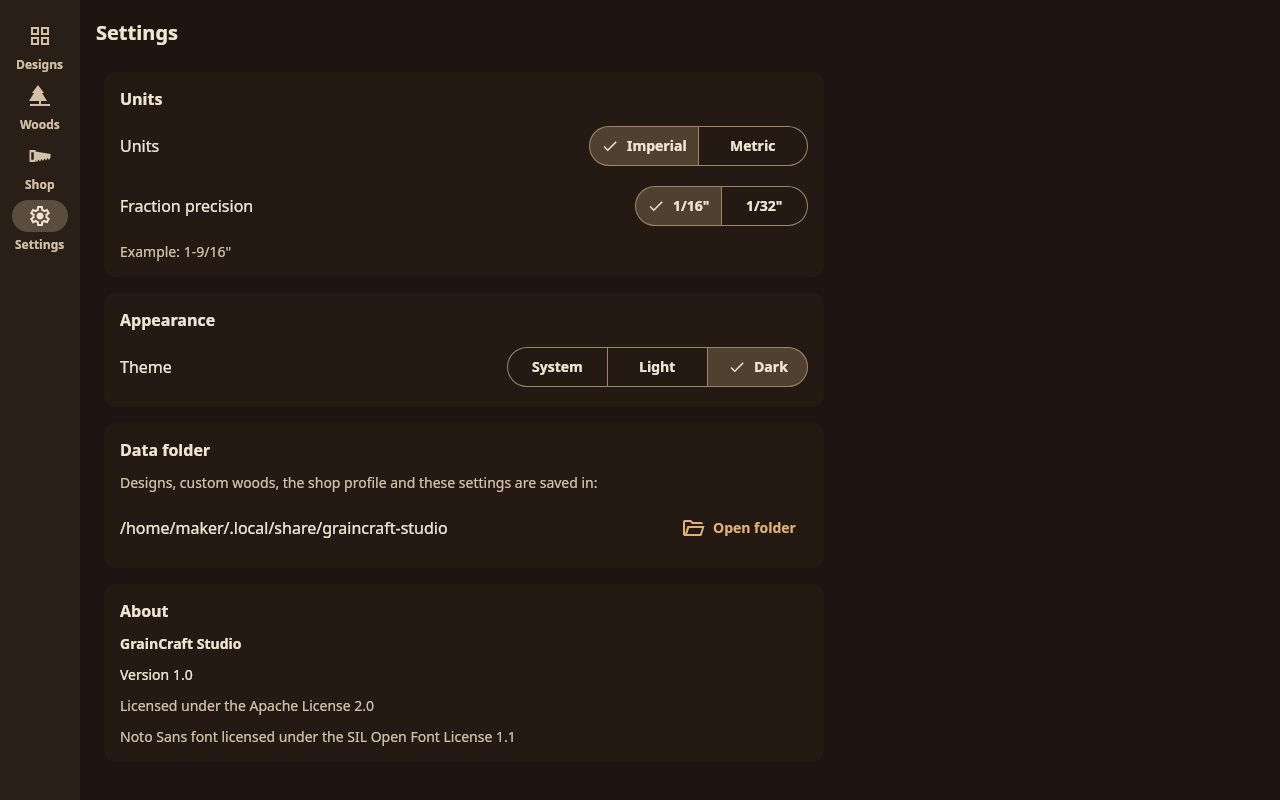 Settings
Designs
Woods
Shop
Settings
Units
Units
Imperial
Metric
Fraction precision
1/16"
1/32"
Example: 1-9/16"
Appearance
Theme
System
Light
Dark
Data folder
Designs, custom woods, the shop profile and these settings are saved in:
/home/maker/.local/share/graincraft-studio
Open folder
About
GrainCraft Studio
Version 1.0
Licensed under the Apache License 2.0
Noto Sans font licensed under the SIL Open Font License 1.1